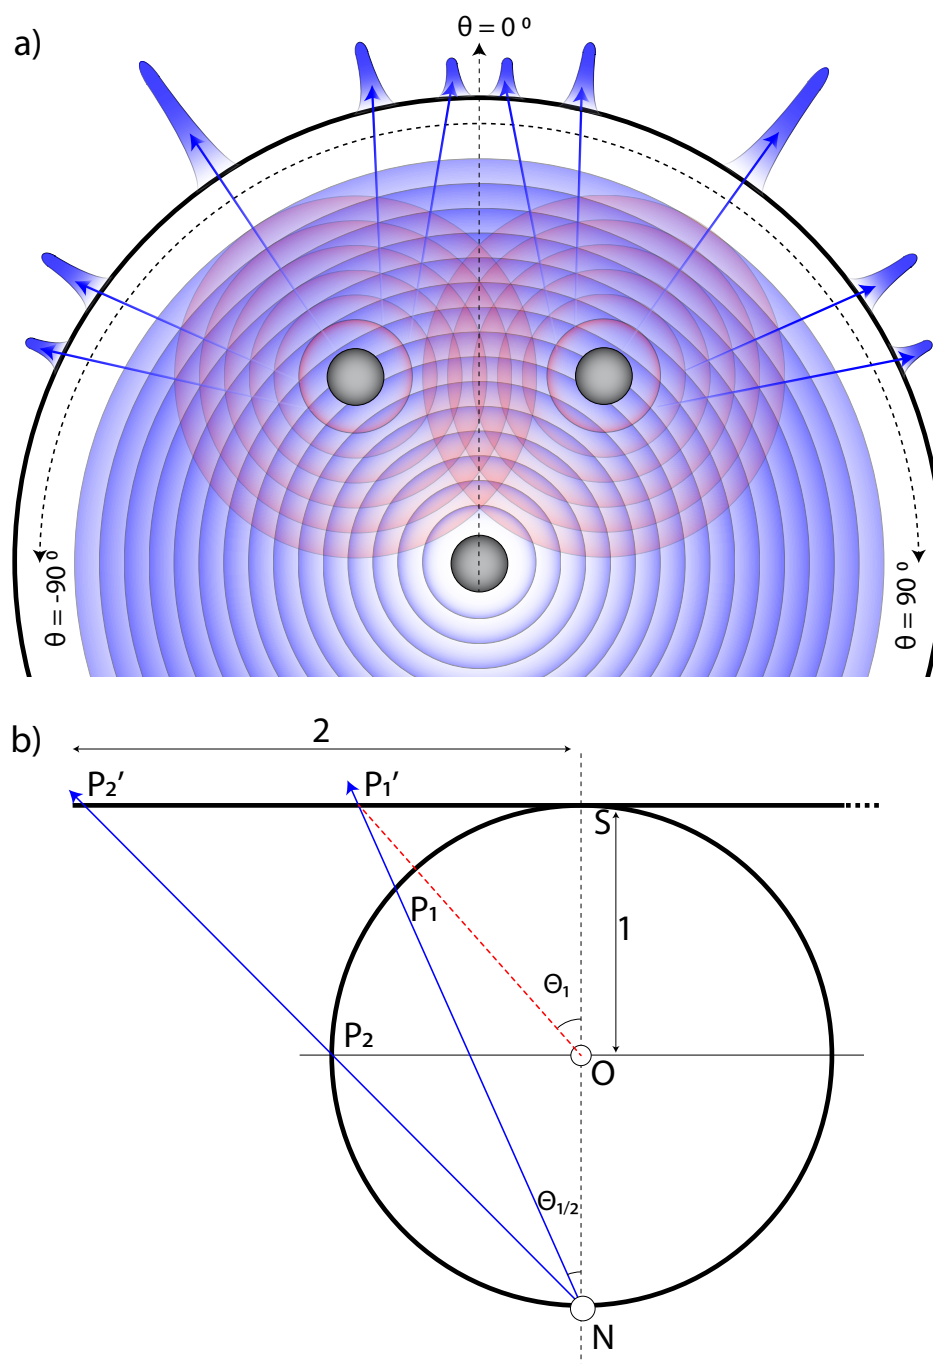 a)
θ = 0 º
θ = -90 º
θ = 90 º
b)
2
P₂′
P₁′
S
P₁
1
Θ₁
P₂
O
Θ₁/₂
N